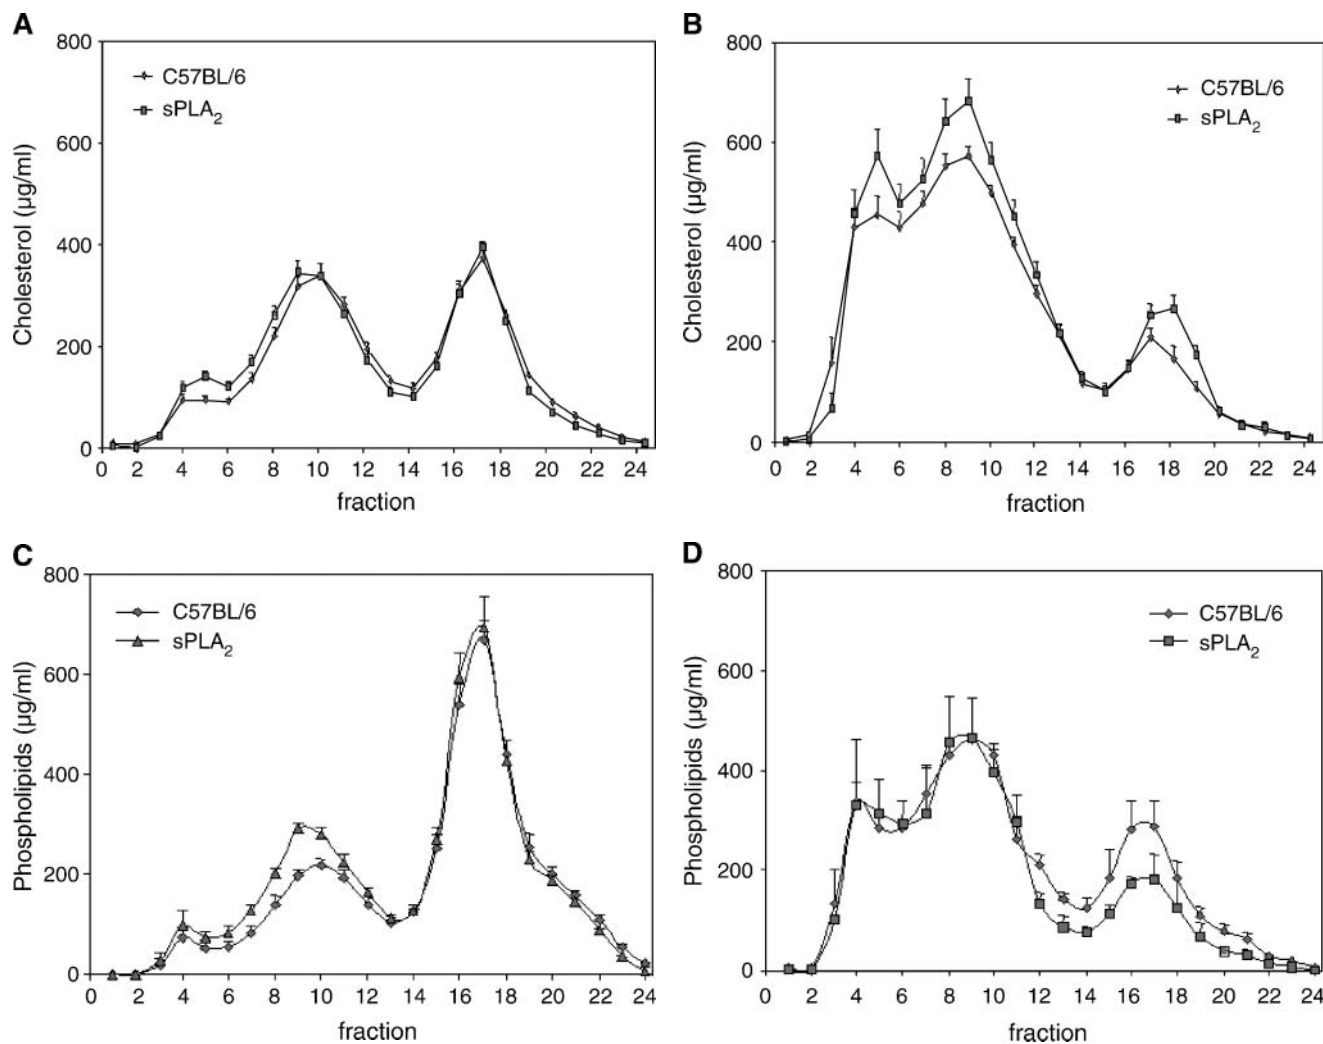 A
800
600
400
200
0
Cholesterol (µg/ml)
C57BL/6
sPLA2
0 2 4 6 8 10 12 14 16 18 20 22 24
fraction
B
800
600
400
200
0
Cholesterol (µg/ml)
C57BL/6
sPLA2
0 2 4 6 8 10 12 14 16 18 20 22 24
fraction
C
800
600
400
200
0
Phospholipids (µg/ml)
C57BL/6
sPLA2
0 2 4 6 8 10 12 14 16 18 20 22 24
fraction
D
800
600
400
200
0
Phospholipids (µg/ml)
C57BL/6
sPLA2
0 2 4 6 8 10 12 14 16 18 20 22 24
fraction